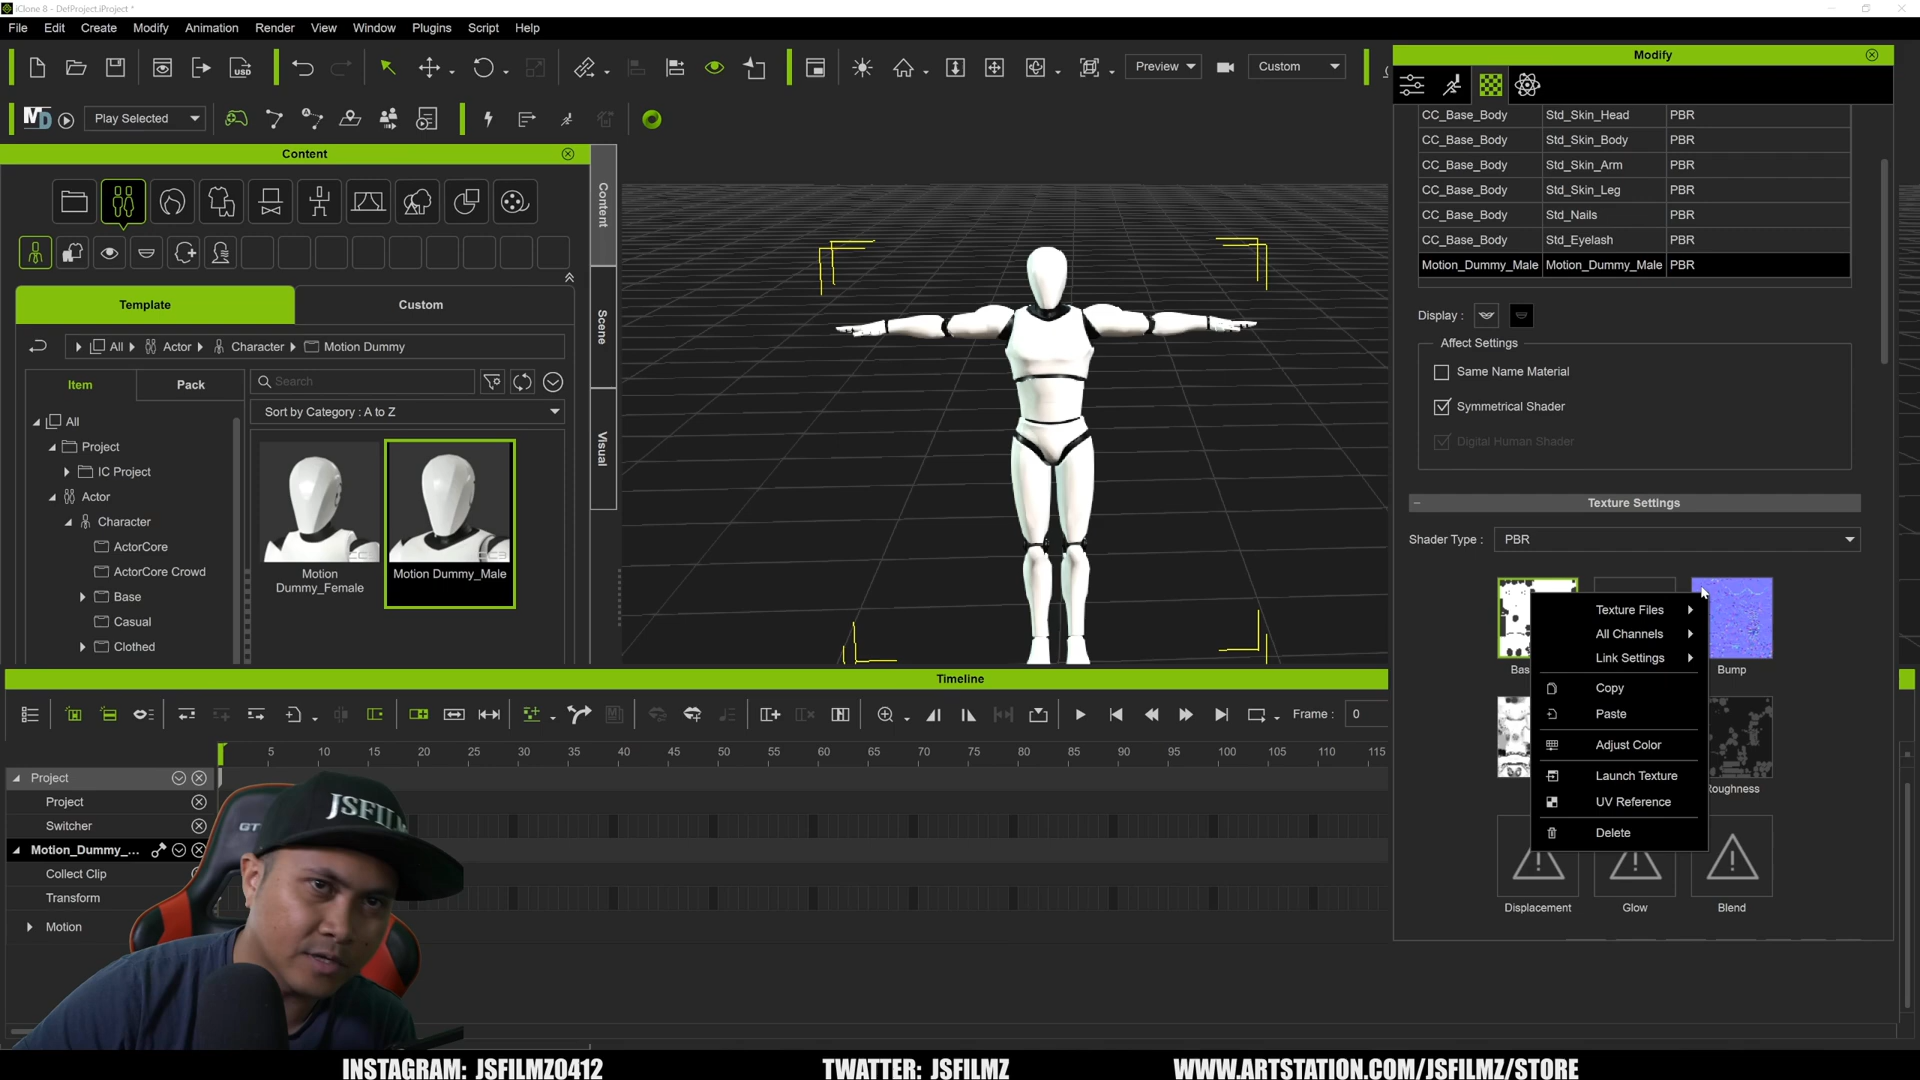 iClone 8 - DefProject.iProject *
File Edit Create Modify Animation Render View Window Plugins Script Help
USD
Preview
Custom
MD
Play Selected
Content
Template
Custom
All Actor Character Motion Dummy
Item
Pack
Search
Sort by Category : A to Z
All
Project
IC Project
Actor
Character
ActorCore
ActorCore Crowd
Base
Casual
Clothed
Motion
Dummy_Female
Motion Dummy_Male
Content
Scene
Visual
Modify
CC_Base_Body Std_Skin_Head PBR
CC_Base_Body Std_Skin_Body PBR
CC_Base_Body Std_Skin_Arm PBR
CC_Base_Body Std_Skin_Leg PBR
CC_Base_Body Std_Nails PBR
CC_Base_Body Std_Eyelash PBR
Motion_Dummy_Male Motion_Dummy_Male PBR
Display :
Affect Settings
Same Name Material
Symmetrical Shader
Digital Human Shader
Texture Settings
Shader Type : PBR
Bas
Bump
Roughness
Displacement
Glow
Blend
Texture Files
All Channels
Link Settings
Copy
Paste
Adjust Color
Launch Texture
UV Reference
Delete
Timeline
Frame : 0
5 10 15 20 25 30 35 40 45 50 55 60 65 70 75 80 85 90 95 100 105 110 115
Project
Project
Switcher
Motion_Dummy_...
Collect Clip
Transform
Motion
JSFILM
GT
INSTAGRAM: JSFILMZ0412 TWATTER: JSFILMZ WWW.ARTSTATION.COM/JSFILMZ/STORE